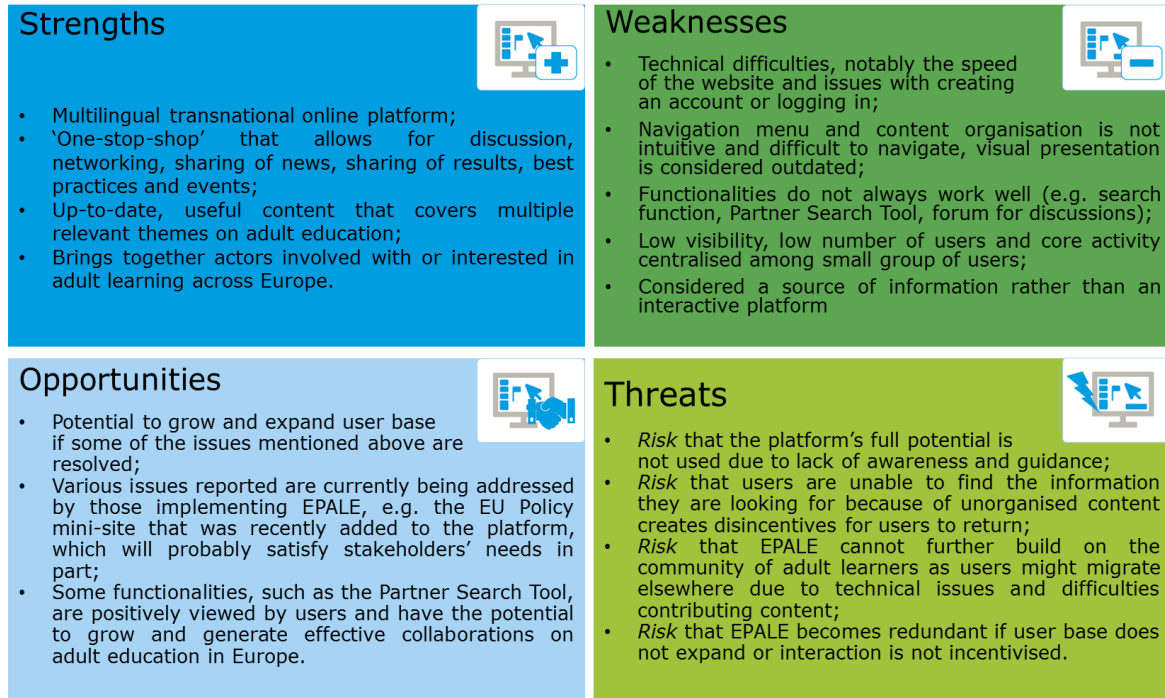 Strengths
• Multilingual transnational online platform;
• ‘One-stop-shop’ that allows for discussion,
networking, sharing of news, sharing of results, best
practices and events;
• Up-to-date, useful content that covers multiple
relevant themes on adult education;
• Brings together actors involved with or interested in
adult learning across Europe.
Weaknesses
• Technical difficulties, notably the speed
of the website and issues with creating
an account or logging in;
• Navigation menu and content organisation is not
intuitive and difficult to navigate, visual presentation
is considered outdated;
• Functionalities do not always work well (e.g. search
function, Partner Search Tool, forum for discussions);
• Low visibility, low number of users and core activity
centralised among small group of users;
• Considered a source of information rather than an
interactive platform
Opportunities
• Potential to grow and expand user base
if some of the issues mentioned above are
resolved;
• Various issues reported are currently being addressed
by those implementing EPALE, e.g. the EU Policy
mini-site that was recently added to the platform,
which will probably satisfy stakeholders’ needs in
part;
• Some functionalities, such as the Partner Search Tool,
are positively viewed by users and have the potential
to grow and generate effective collaborations on
adult education in Europe.
Threats
• Risk that the platform’s full potential is
not used due to lack of awareness and guidance;
• Risk that users are unable to find the information
they are looking for because of unorganised content
creates disincentives for users to return;
• Risk that EPALE cannot further build on the
community of adult learners as users might migrate
elsewhere due to technical issues and difficulties
contributing content;
• Risk that EPALE becomes redundant if user base does
not expand or interaction is not incentivised.